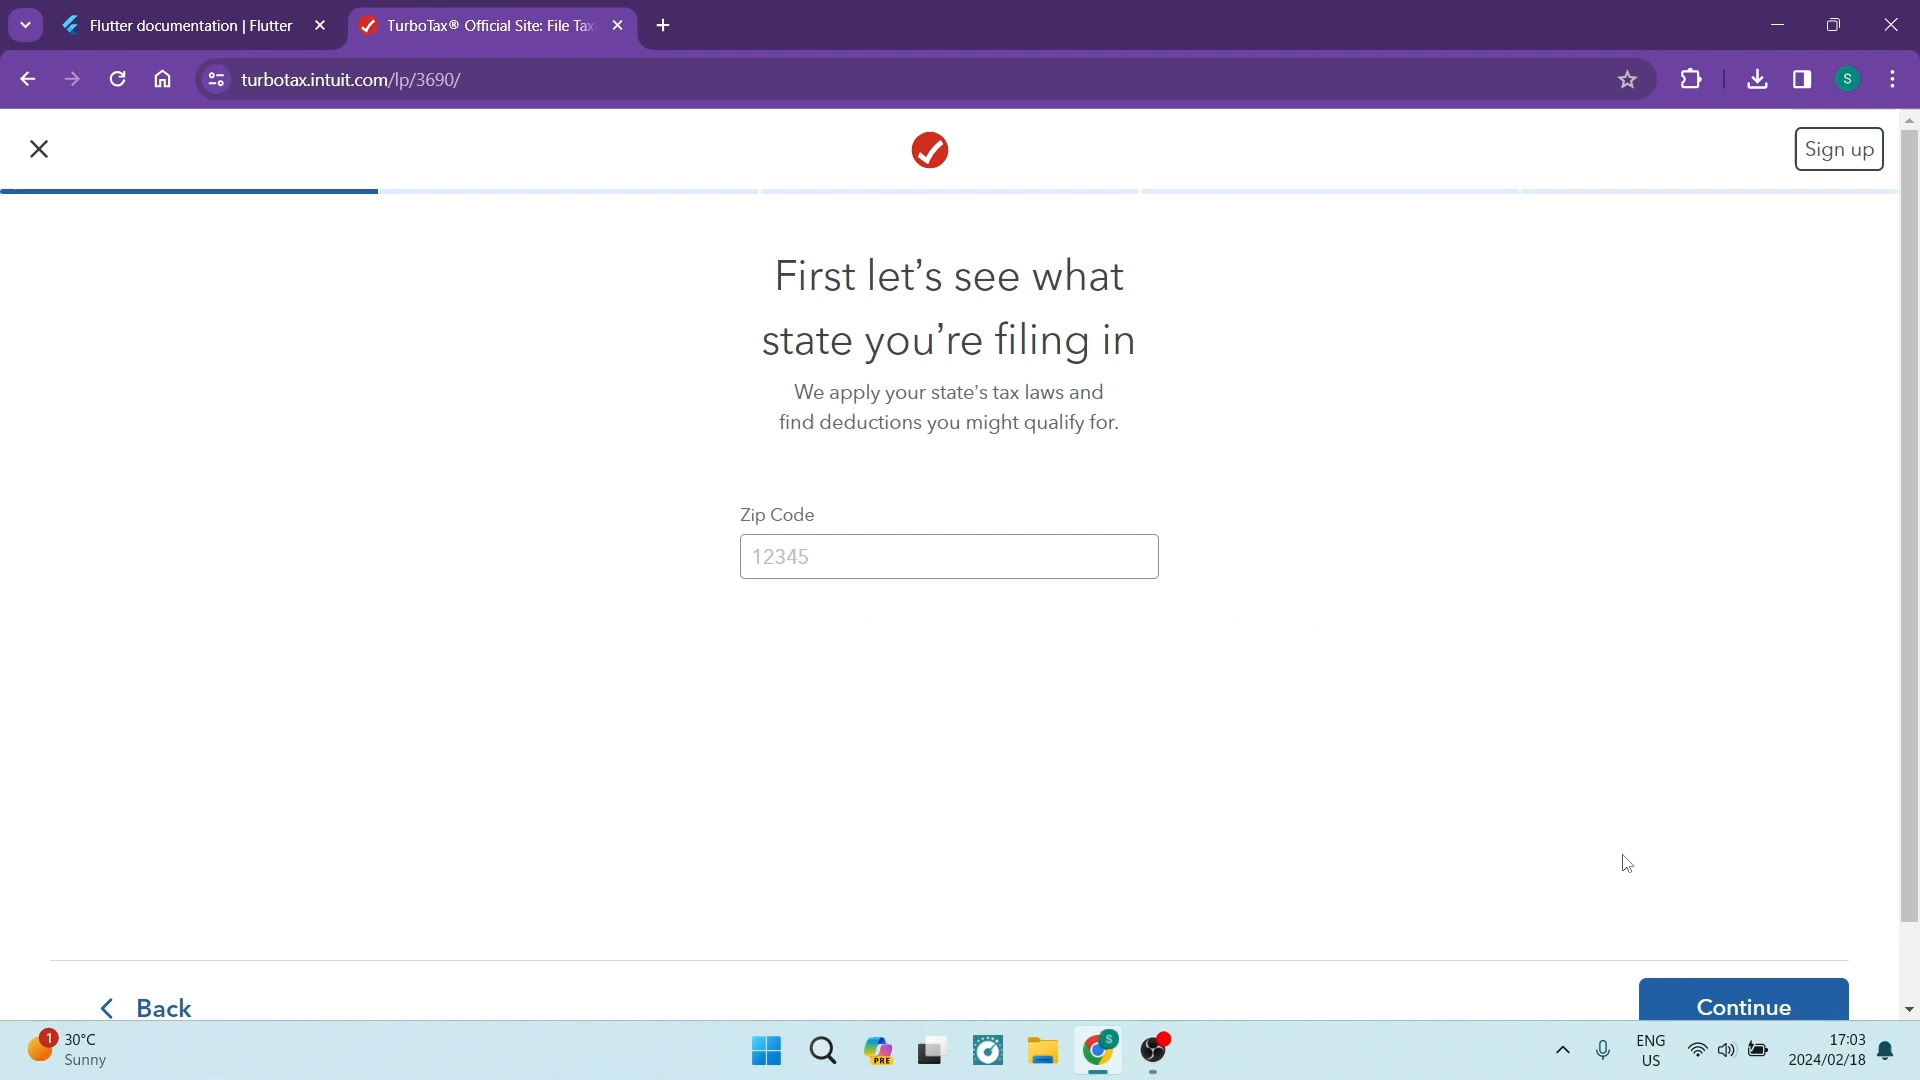 Flutter documentation | Flutter
TurboTax® Official Site: File Tax
turbotax.intuit.com/lp/3690/
S
Sign up
First let's see what
state you're filing in
We apply your state's tax laws and
find deductions you might qualify for.
Zip Code
12345
Back
Continue
1
30°C
Sunny
PRE
S
ENG
US
17:03
2024/02/18